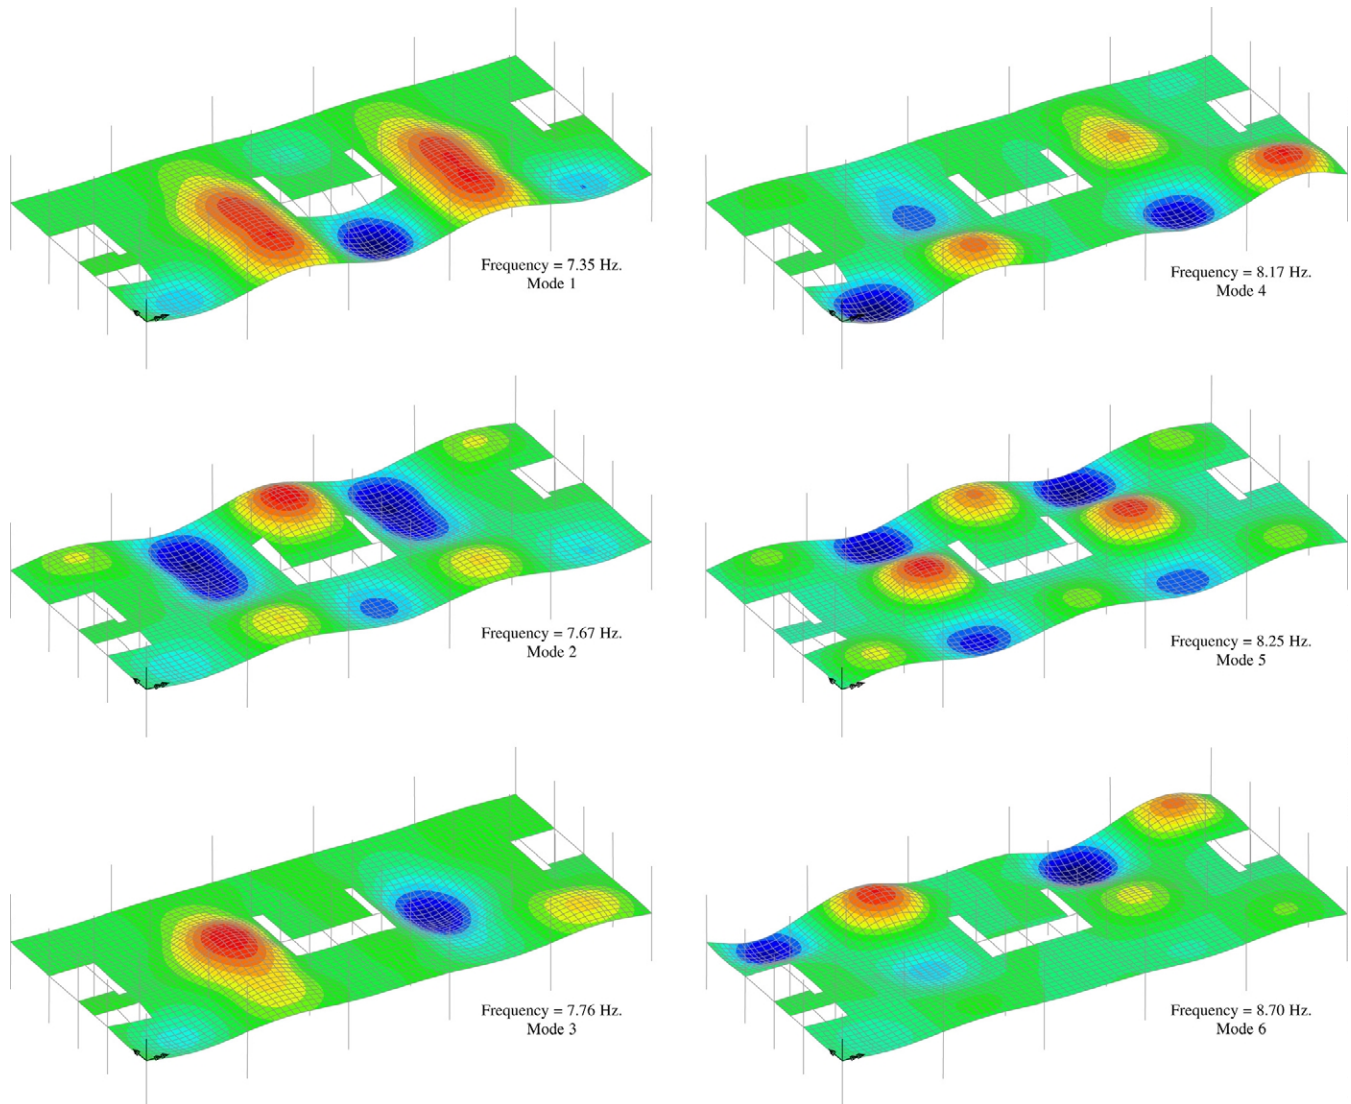 Frequency = 7.35 Hz.
Mode 1
Frequency = 8.17 Hz.
Mode 4
Frequency = 7.67 Hz.
Mode 2
Frequency = 8.25 Hz.
Mode 5
Frequency = 7.76 Hz.
Mode 3
Frequency = 8.70 Hz.
Mode 6